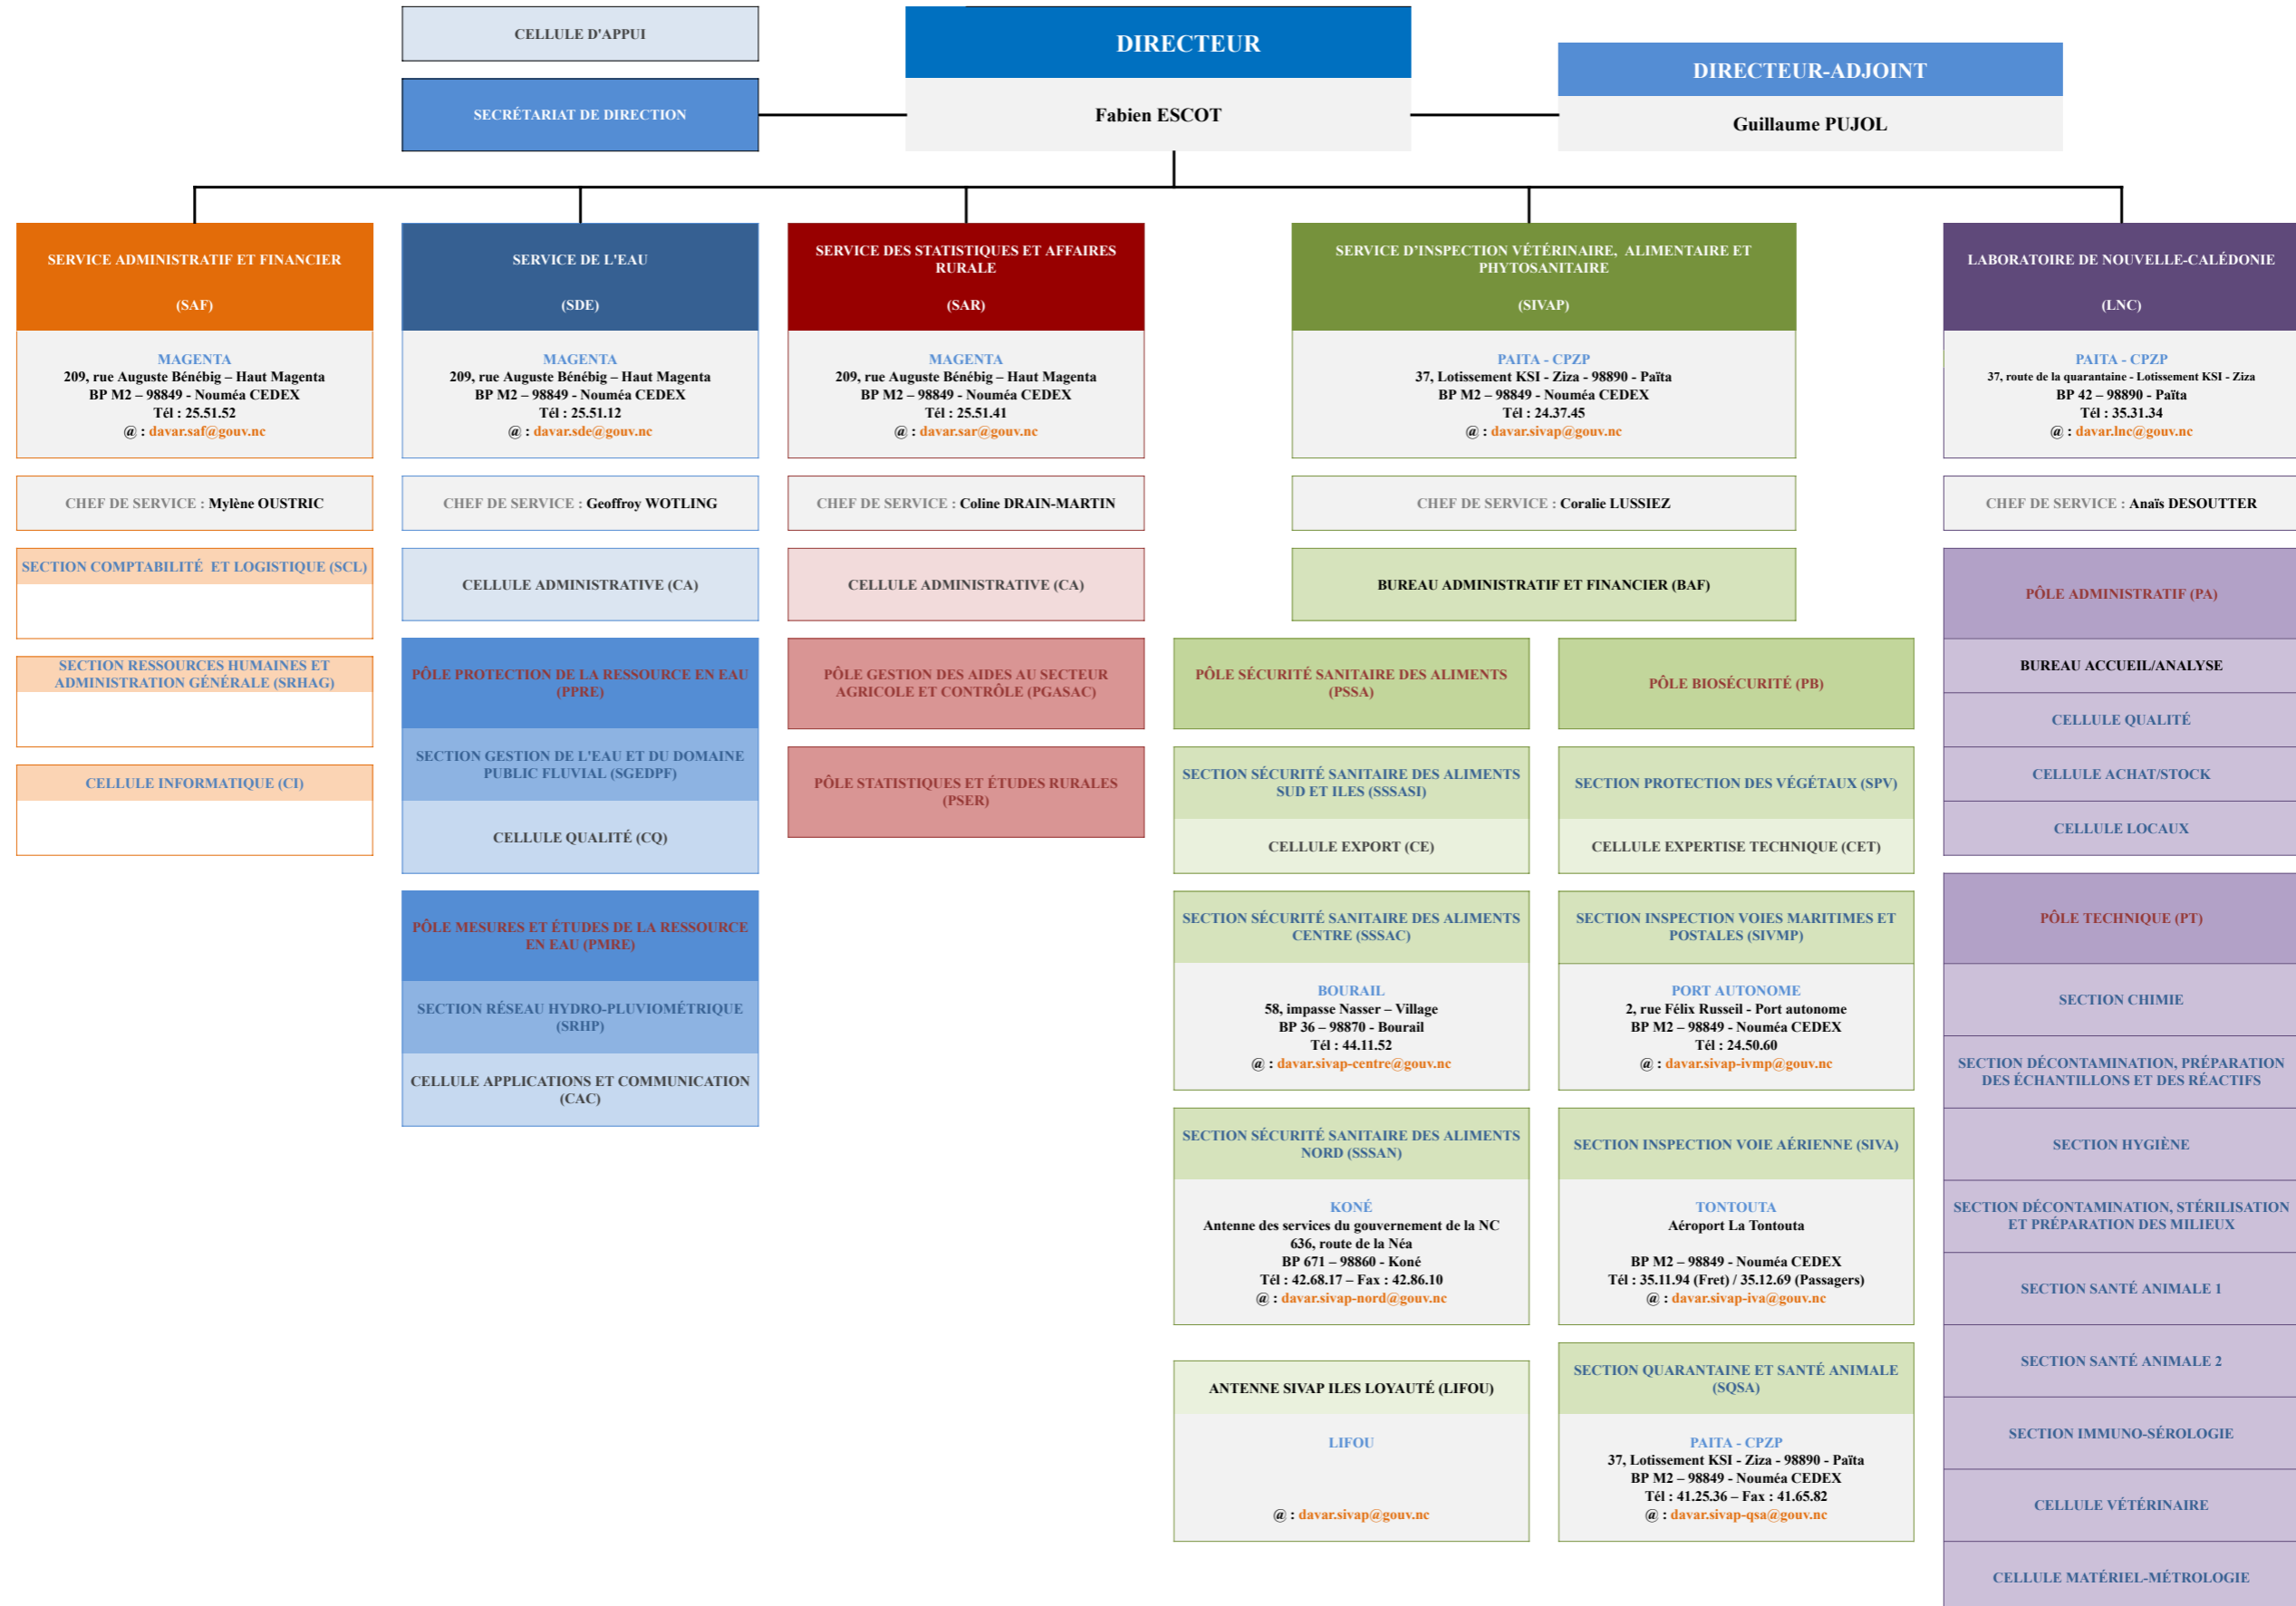 CELLULE D'APPUI
SECRÉTARIAT DE DIRECTION
DIRECTEUR
Fabien ESCOT
DIRECTEUR-ADJOINT
Guillaume PUJOL
SERVICE ADMINISTRATIF ET FINANCIER
(SAF)
MAGENTA
209, rue Auguste Bénébig – Haut Magenta
BP M2 – 98849 - Nouméa CEDEX
Tél : 25.51.52
@ : davar.saf@gouv.nc
CHEF DE SERVICE : Mylène OUSTRIC
SECTION COMPTABILITÉ ET LOGISTIQUE (SCL)
SECTION RESSOURCES HUMAINES ET
ADMINISTRATION GÉNÉRALE (SRHAG)
CELLULE INFORMATIQUE (CI)
SERVICE DE L'EAU
(SDE)
MAGENTA
209, rue Auguste Bénébig – Haut Magenta
BP M2 – 98849 - Nouméa CEDEX
Tél : 25.51.12
@ : davar.sde@gouv.nc
CHEF DE SERVICE : Geoffroy WOTLING
CELLULE ADMINISTRATIVE (CA)
PÔLE PROTECTION DE LA RESSOURCE EN EAU
(PPRE)
SECTION GESTION DE L'EAU ET DU DOMAINE
PUBLIC FLUVIAL (SGEDPF)
CELLULE QUALITÉ (CQ)
PÔLE MESURES ET ÉTUDES DE LA RESSOURCE
EN EAU (PMRE)
SECTION RÉSEAU HYDRO-PLUVIOMÉTRIQUE
(SRHP)
CELLULE APPLICATIONS ET COMMUNICATION
(CAC)
SERVICE DES STATISTIQUES ET AFFAIRES
RURALE
(SAR)
MAGENTA
209, rue Auguste Bénébig – Haut Magenta
BP M2 – 98849 - Nouméa CEDEX
Tél : 25.51.41
@ : davar.sar@gouv.nc
CHEF DE SERVICE : Coline DRAIN-MARTIN
CELLULE ADMINISTRATIVE (CA)
PÔLE GESTION DES AIDES AU SECTEUR
AGRICOLE ET CONTRÔLE (PGASAC)
PÔLE STATISTIQUES ET ÉTUDES RURALES
(PSER)
SERVICE D'INSPECTION VÉTÉRINAIRE, ALIMENTAIRE ET
PHYTOSANITAIRE
(SIVAP)
PAITA - CPZP
37, Lotissement KSI - Ziza - 98890 - Païta
BP M2 – 98849 - Nouméa CEDEX
Tél : 24.37.45
@ : davar.sivap@gouv.nc
CHEF DE SERVICE : Coralie LUSSIEZ
BUREAU ADMINISTRATIF ET FINANCIER (BAF)
PÔLE SÉCURITÉ SANITAIRE DES ALIMENTS
(PSSA)
SECTION SÉCURITÉ SANITAIRE DES ALIMENTS
SUD ET ILES (SSSASI)
CELLULE EXPORT (CE)
SECTION SÉCURITÉ SANITAIRE DES ALIMENTS
CENTRE (SSSAC)
BOURAIL
58, impasse Nasser – Village
BP 36 – 98870 - Bourail
Tél : 44.11.52
@ : davar.sivap-centre@gouv.nc
SECTION SÉCURITÉ SANITAIRE DES ALIMENTS
NORD (SSSAN)
KONÉ
Antenne des services du gouvernement de la NC
636, route de la Néa
BP 671 – 98860 - Koné
Tél : 42.68.17 – Fax : 42.86.10
@ : davar.sivap-nord@gouv.nc
ANTENNE SIVAP ILES LOYAUTÉ (LIFOU)
LIFOU
@ : davar.sivap@gouv.nc
PÔLE BIOSÉCURITÉ (PB)
SECTION PROTECTION DES VÉGÉTAUX (SPV)
CELLULE EXPERTISE TECHNIQUE (CET)
SECTION INSPECTION VOIES MARITIMES ET
POSTALES (SIVMP)
PORT AUTONOME
2, rue Félix Russeil - Port autonome
BP M2 – 98849 - Nouméa CEDEX
Tél : 24.50.60
@ : davar.sivap-ivmp@gouv.nc
SECTION INSPECTION VOIE AÉRIENNE (SIVA)
TONTOUTA
Aéroport La Tontouta
BP M2 – 98849 - Nouméa CEDEX
Tél : 35.11.94 (Fret) / 35.12.69 (Passagers)
@ : davar.sivap-iva@gouv.nc
SECTION QUARANTAINE ET SANTÉ ANIMALE
(SQSA)
PAITA - CPZP
37, Lotissement KSI - Ziza - 98890 - Païta
BP M2 – 98849 - Nouméa CEDEX
Tél : 41.25.36 – Fax : 41.65.82
@ : davar.sivap-qsa@gouv.nc
LABORATOIRE DE NOUVELLE-CALÉDONIE
(LNC)
PAITA - CPZP
37, route de la quarantaine - Lotissement KSI - Ziza
BP 42 – 98890 - Païta
Tél : 35.31.34
@ : davar.lnc@gouv.nc
CHEF DE SERVICE : Anaïs DESOUTTER
PÔLE ADMINISTRATIF (PA)
BUREAU ACCUEIL/ANALYSE
CELLULE QUALITÉ
CELLULE ACHAT/STOCK
CELLULE LOCAUX
PÔLE TECHNIQUE (PT)
SECTION CHIMIE
SECTION DÉCONTAMINATION, PRÉPARATION
DES ÉCHANTILLONS ET DES RÉACTIFS
SECTION HYGIÈNE
SECTION DÉCONTAMINATION, STÉRILISATION
ET PRÉPARATION DES MILIEUX
SECTION SANTÉ ANIMALE 1
SECTION SANTÉ ANIMALE 2
SECTION IMMUNO-SÉROLOGIE
CELLULE VÉTÉRINAIRE
CELLULE MATÉRIEL-MÉTROLOGIE